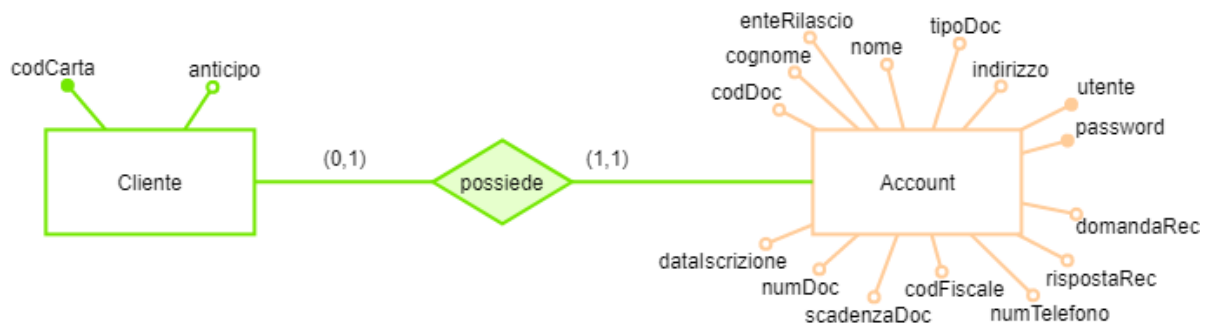 enteRilascio
tipoDoc
nome
cognome
codCarta
anticipo
indirizzo
codDoc
utente
password
(0,1)
(1,1)
Cliente
possiede
Account
domandaRec
dataIscrizione
rispostaRec
numDoc
codFiscale
scadenzaDoc
numTelefono